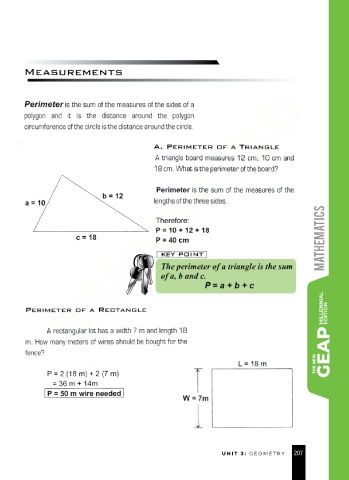 MEASUREMENTS
Perimeter is the sum of the measures of the sides of a
polygon and it is the distance around the polygon
circumference of the circle is the distance around the circle.
A. PERIMETER OF A TRIANGLE
A triangle board measures 12 cm, 10 cm and
18 cm. What is the perimeter of the board?
Perimeter is the sum of the measures of the
lengths of the three sides.
a = 10
b = 12
c = 18
Therefore:
P = 10 + 12 + 18
P = 40 cm
KEY POINT
The perimeter of a triangle is the sum
of a, b and c.
P = a + b + c
PERIMETER OF A RECTANGLE
A rectangular lot has a width 7 m and length 18
m. How many meters of wires should be bought for the
fence?
P = 2 (18 m) + 2 (7 m)
= 36 m + 14m
P = 50 m wire needed
L = 18 m
W = 7m
MATHEMATICS
THE NEW
GEAP
MILLENNIAL
EDITION
UNIT 3: GEOMETRY 207